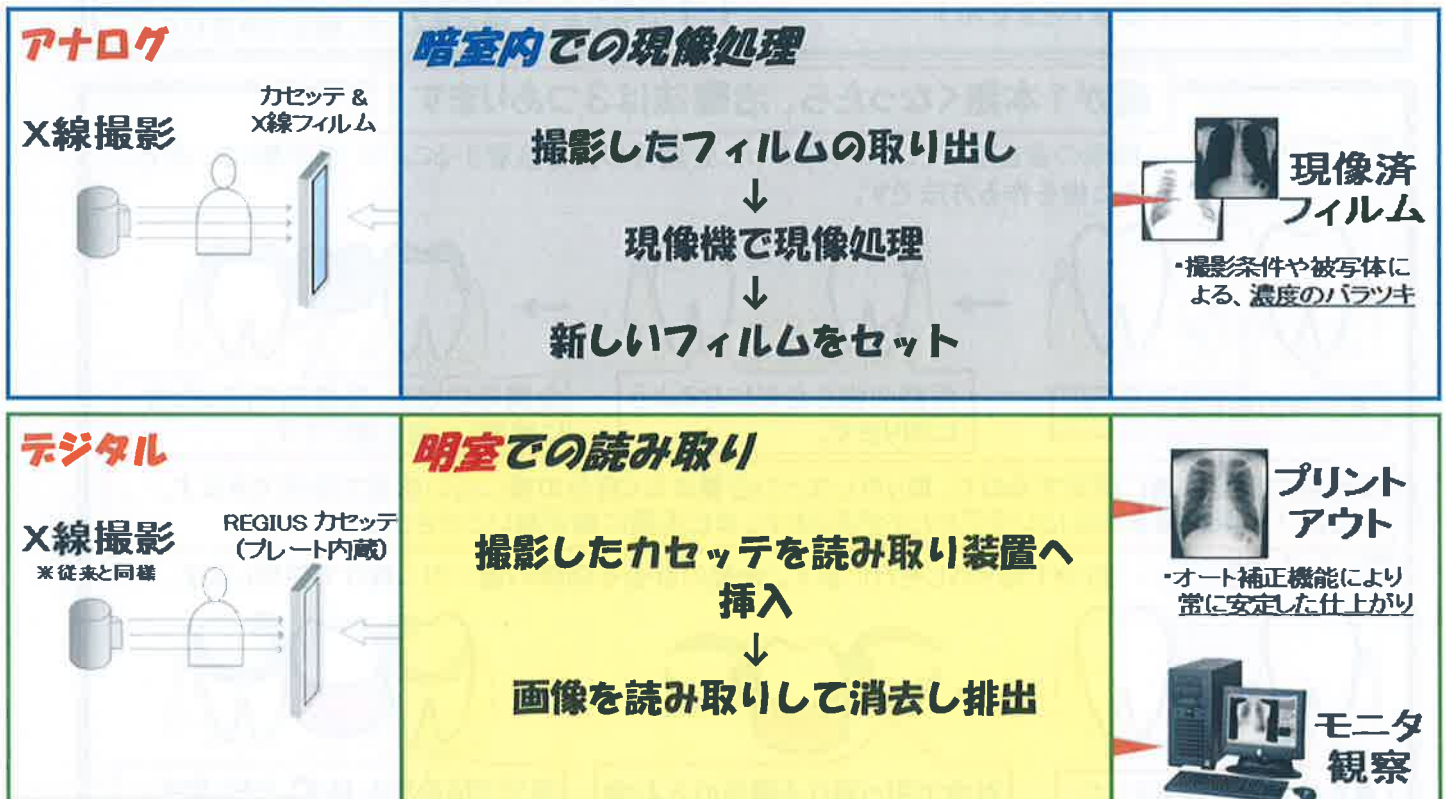 アナログ
X線撮影
カセッテ &
X線フィルム
暗室内での現像処理
撮影したフィルムの取り出し
↓
現像機で現像処理
↓
新しいフィルムをセット
現像済
フィルム
・撮影条件や被写体に
よる、濃度のバラツキ
デジタル
X線撮影
※従来と同様
REGIUS カセッテ
(プレート内蔵)
明室での読み取り
撮影したカセッテを読み取り装置へ
挿入
↓
画像を読み取りして消去し排出
プリント
アウト
・オート補正機能により
常に安定した仕上がり
モニタ
観察